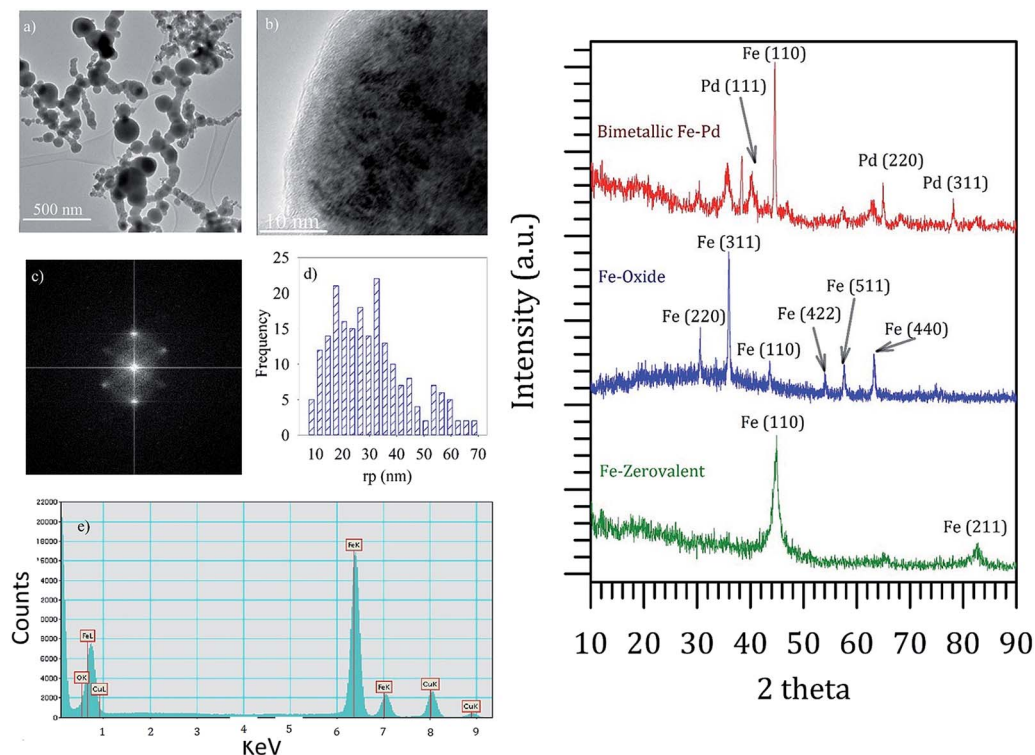 a)
500 nm
b)
10 nm
c)
d)
25
20
15
10
5
0
Frequency
10 20 30 40 50 60 70
rp (nm)
e)
22000
20000
18000
16000
14000
12000
10000
8000
6000
4000
2000
0
Counts
FeL
OK
CuL
FeK
FeK
CuK
CuK
1 2 3 4 5 6 7 8 9
KeV
Intensity (a.u.)
Fe (110)
Pd (111)
Bimetallic Fe-Pd
Pd (220)
Pd (311)
Fe (311)
Fe-Oxide
Fe (511)
Fe (220)
Fe (422)
Fe (440)
Fe (110)
Fe (110)
Fe-Zerovalent
Fe (211)
10 20 30 40 50 60 70 80 90
2 theta